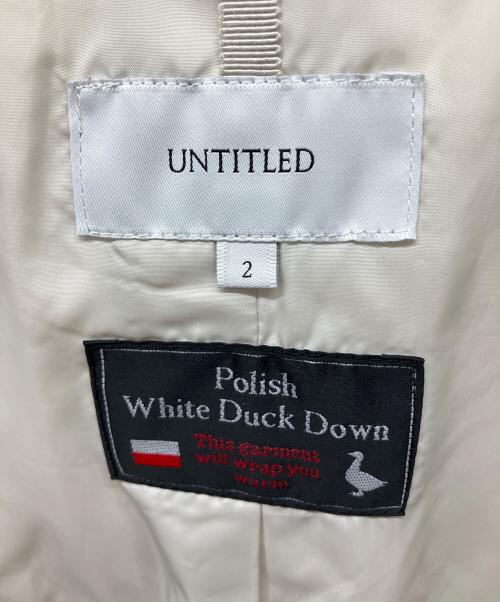 UNTITLED
2
Polish
White Duck Down
This garment
will wrap you
warm